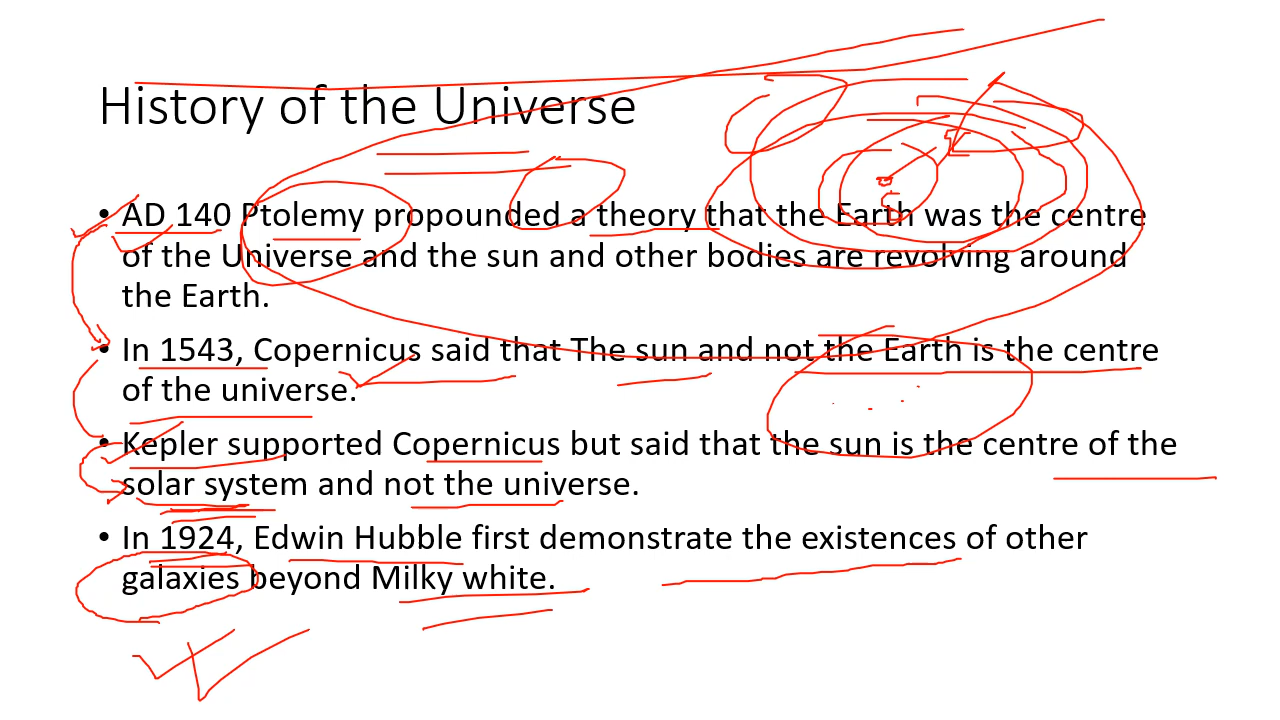 History of the Universe
• AD 140 Ptolemy propounded a theory that the Earth was the centre
of the Universe and the sun and other bodies are revolving around
the Earth.
• In 1543, Copernicus said that The sun and not the Earth is the centre
of the universe.
• Kepler supported Copernicus but said that the sun is the centre of the
solar system and not the universe.
• In 1924, Edwin Hubble first demonstrate the existences of other
galaxies beyond Milky white.